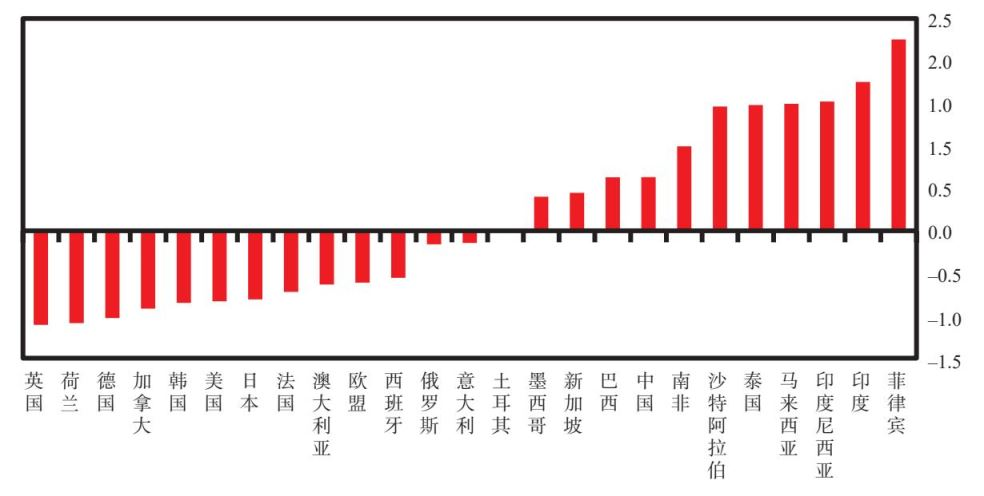 2.5
2.0
1.0
1.5
0.5
0.0
–0.5
–1.0
–1.5
英国
荷兰
德国
加拿大
韩国
美国
日本
法国
澳大利亚
欧盟
西班牙
俄罗斯
意大利
土耳其
墨西哥
新加坡
巴西
中国
南非
沙特阿拉伯
泰国
马来西亚
印度尼西亚
印度
菲律宾